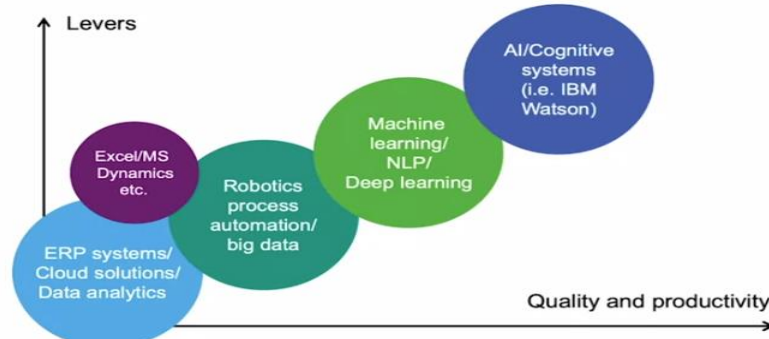 Levers
AI/Cognitive
systems
(i.e. IBM
Watson)
Machine
learning/
NLP/
Deep learning
Excel/MS
Dynamics
etc.
Robotics
process
automation/
big data
ERP systems/
Cloud solutions/
Data analytics
Quality and productivity